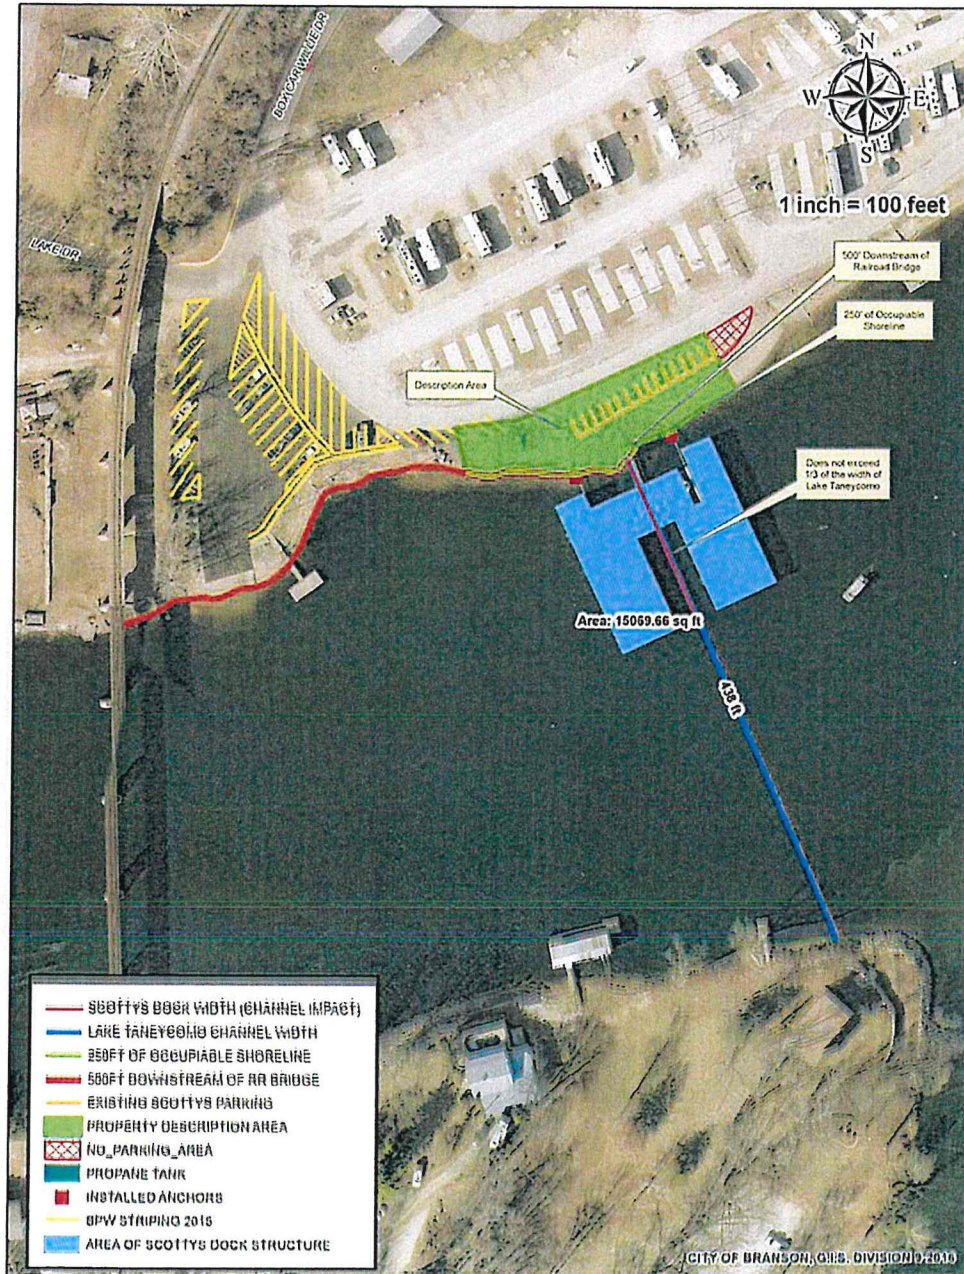 BOXCAR WILLIE DR
N
W E
S
1 inch = 100 feet
LAKE DR
500' Downstream of
Railroad Bridge
250' of Occupiable
Shoreline
Description Area
Does not exceed
1/3 of the width of
Lake Taneycomo
Area: 15069.66 sq ft
438 ft
SCOTTYS DOCK WIDTH (CHANNEL IMPACT)
LAKE TANEYCOMO CHANNEL WIDTH
250FT OF OCCUPIABLE SHORELINE
500FT DOWNSTREAM OF RR BRIDGE
EXISTING SCOTTYS PARKING
PROPERTY DESCRIPTION AREA
NO_PARKING_AREA
PROPANE TANK
INSTALLED ANCHORS
BPW STRIPING 2015
AREA OF SCOTTYS DOCK STRUCTURE
CITY OF BRANSON, G.I.S. DIVISION 9-2016